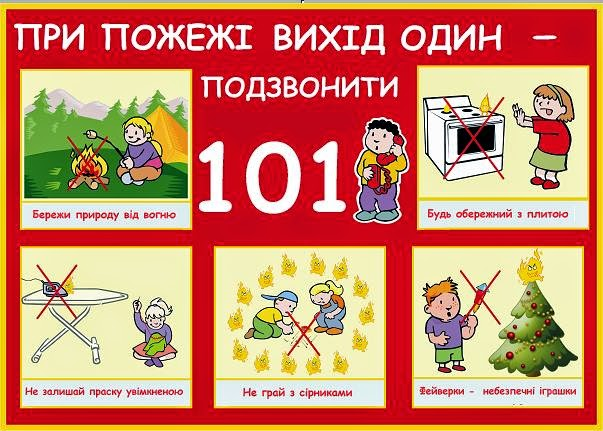 ПРИ ПОЖЕЖІ ВИХІД ОДИН –
ПОДЗВОНИТИ
101
Бережи природу від вогню
Будь обережний з плитою
Не залишай праску увімкненою
Не грай з сірниками
Фейверки - небезпечні іграшки